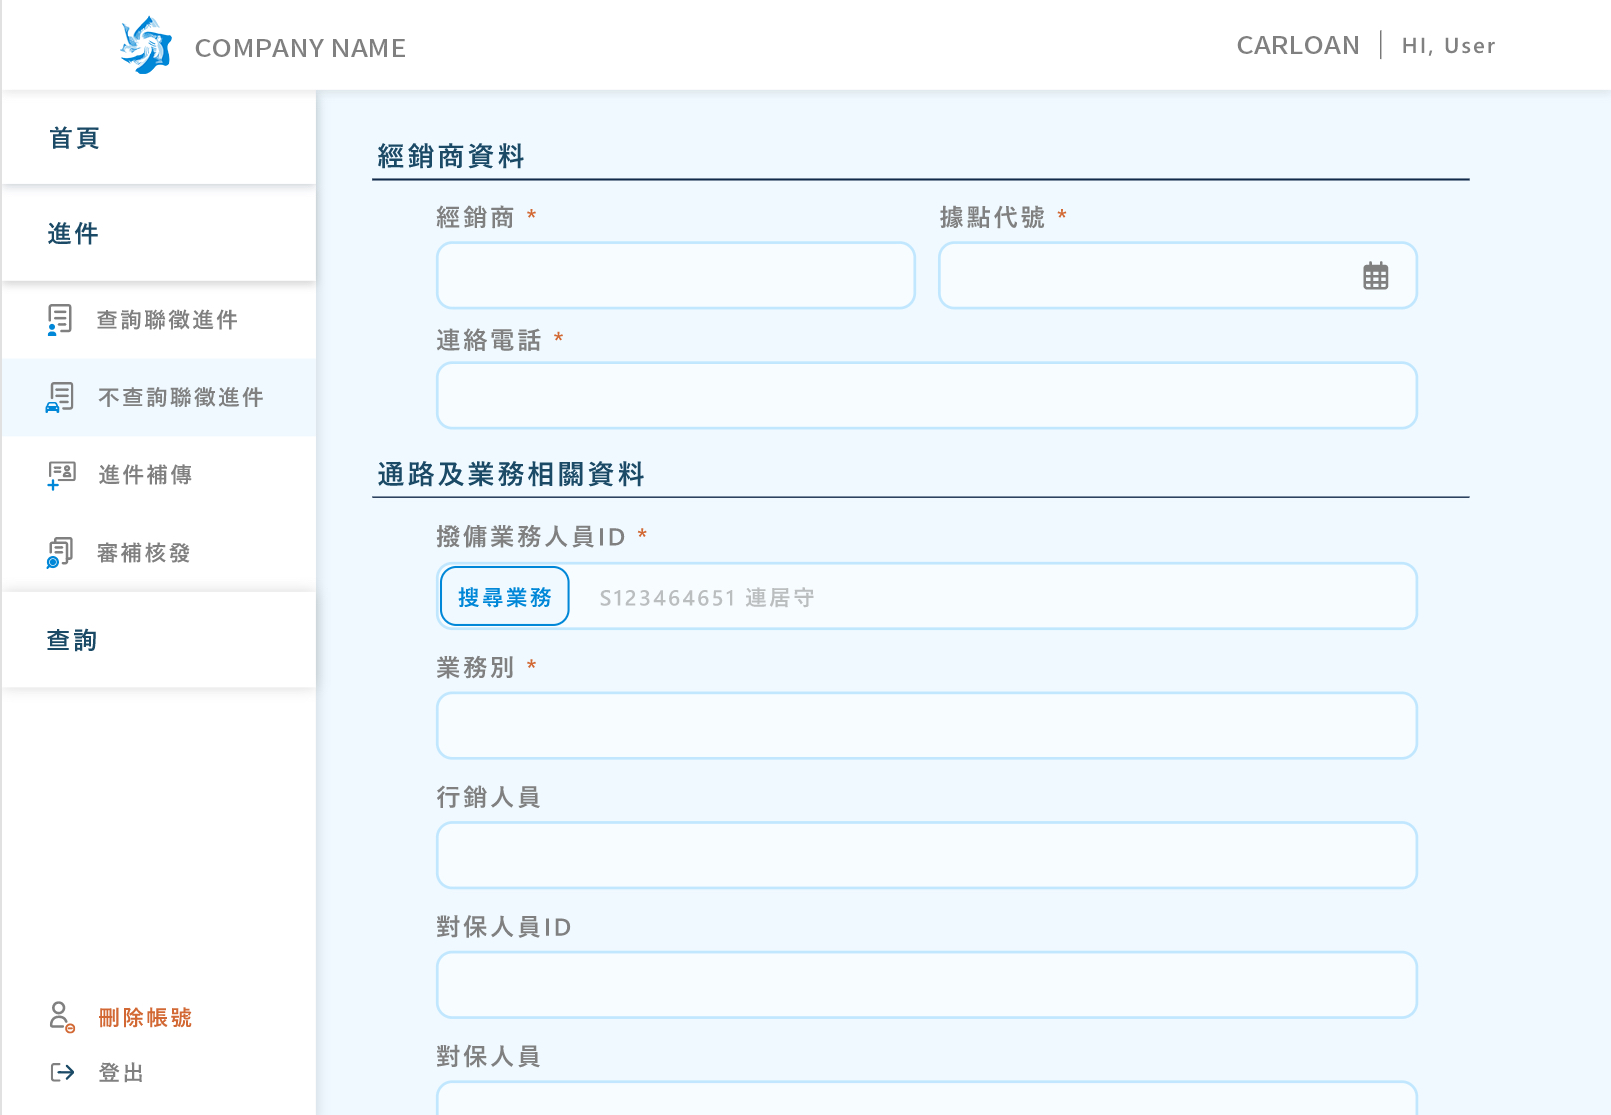 COMPANY NAME
CARLOAN
HI, User
首頁
進件
查詢聯徵進件
不查詢聯徵進件
進件補傳
審補核發
查詢
刪除帳號
登出
經銷商資料
經銷商 *
據點代號 *
連絡電話 *
通路及業務相關資料
撥傭業務人員ID *
搜尋業務
S123464651 連居守
業務別 *
行銷人員
對保人員ID
對保人員